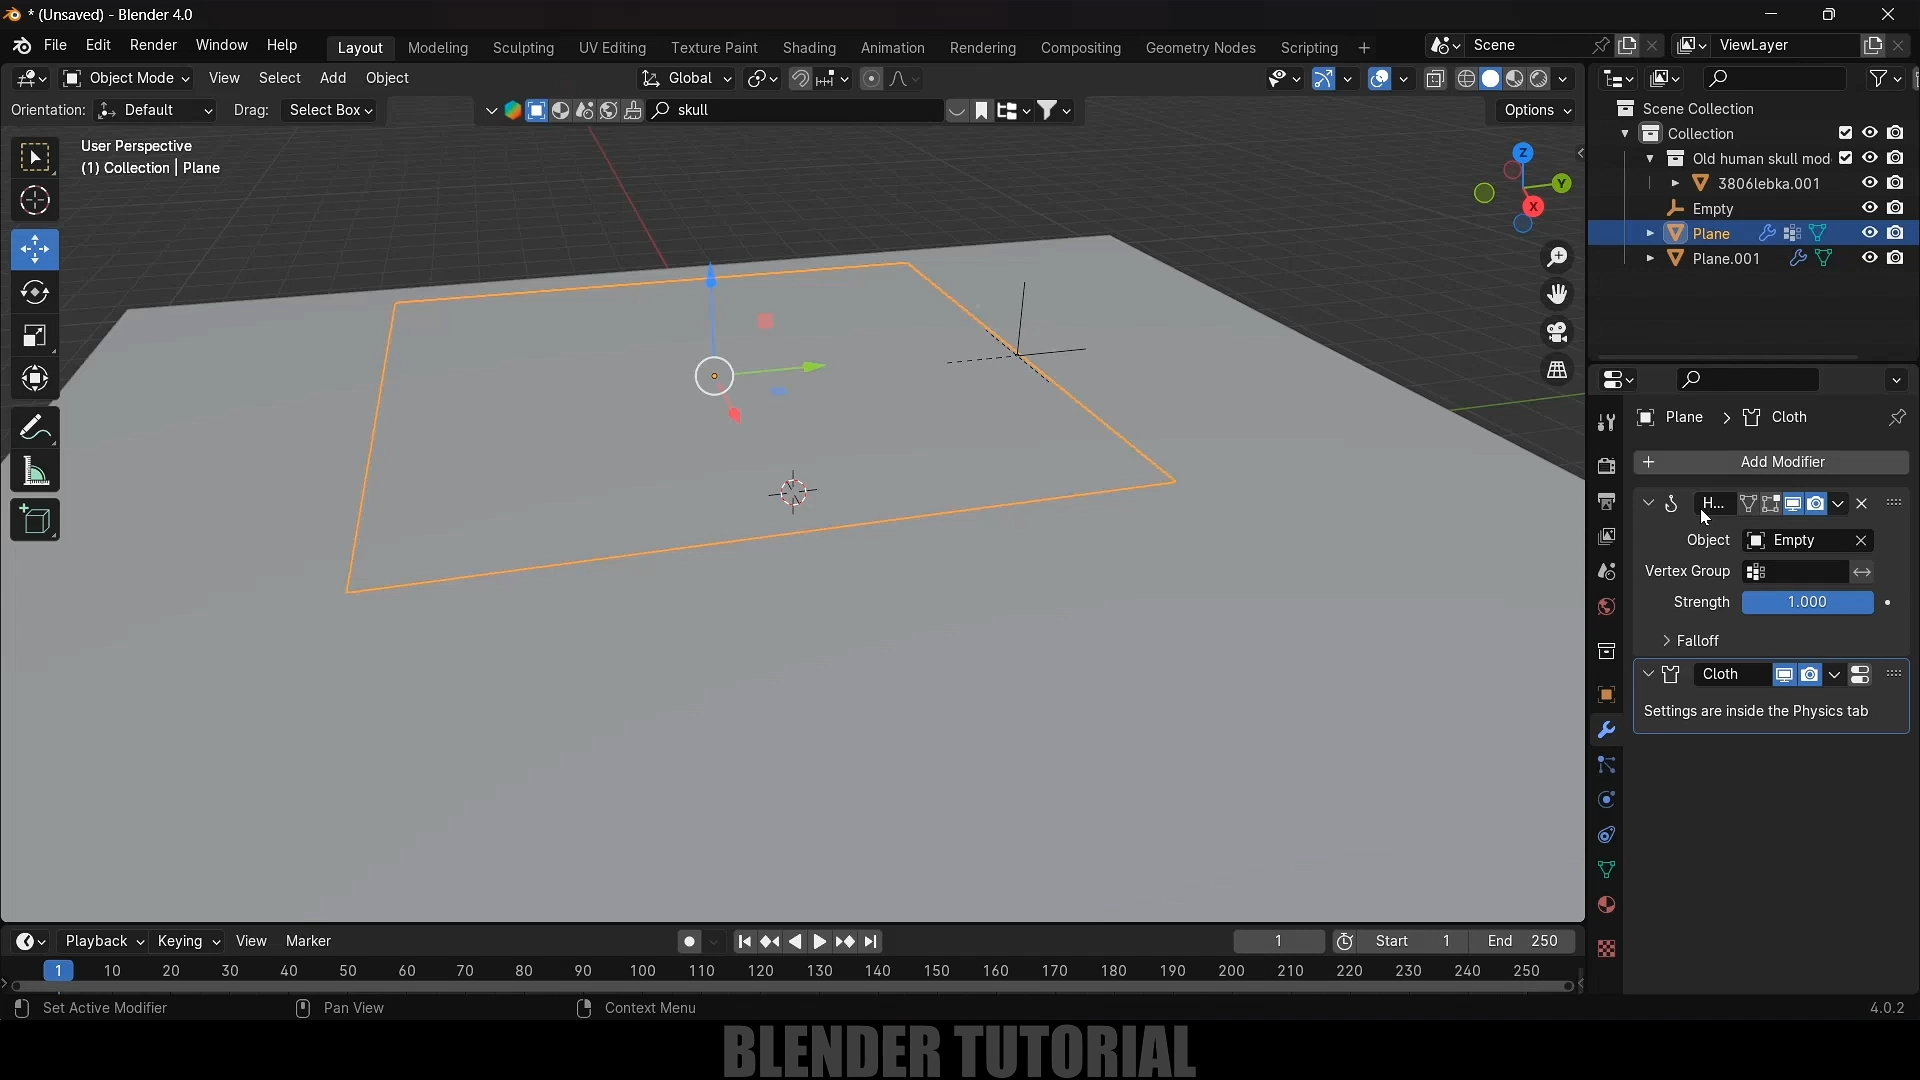 * (Unsaved) - Blender 4.0
File Edit Render Window Help Layout Modeling Sculpting UV Editing Texture Paint Shading Animation Rendering Compositing Geometry Nodes Scripting + Scene ViewLayer
Object Mode View Select Add Object Global
Orientation: Default Drag: Select Box skull Options
User Perspective
(1) Collection | Plane
Z
Y
X
Scene Collection
Collection
Old human skull mod
3806lebka.001
Empty
Plane
Plane.001
Plane > Cloth
+ Add Modifier
H...
Object Empty
Vertex Group
Strength 1.000
Falloff
Cloth
Settings are inside the Physics tab
Playback Keying View Marker 1 Start 1 End 250
1 10 20 30 40 50 60 70 80 90 100 110 120 130 140 150 160 170 180 190 200 210 220 230 240 250
Set Active Modifier Pan View Context Menu 4.0.2
BLENDER TUTORIAL